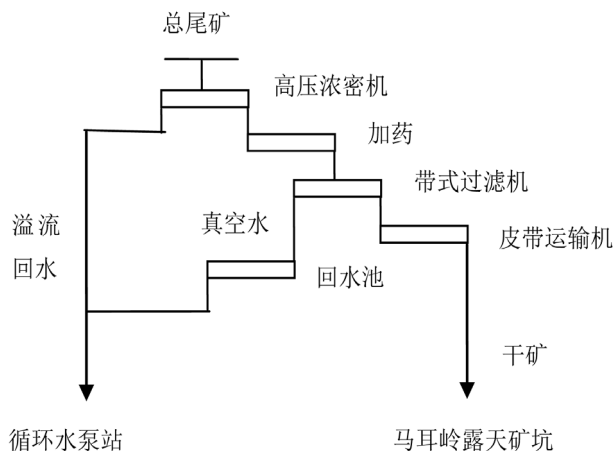 总尾矿
高压浓密机
加药
带式过滤机
真空水
溢流
回水
皮带运输机
回水池
干矿
循环水泵站
马耳岭露天矿坑